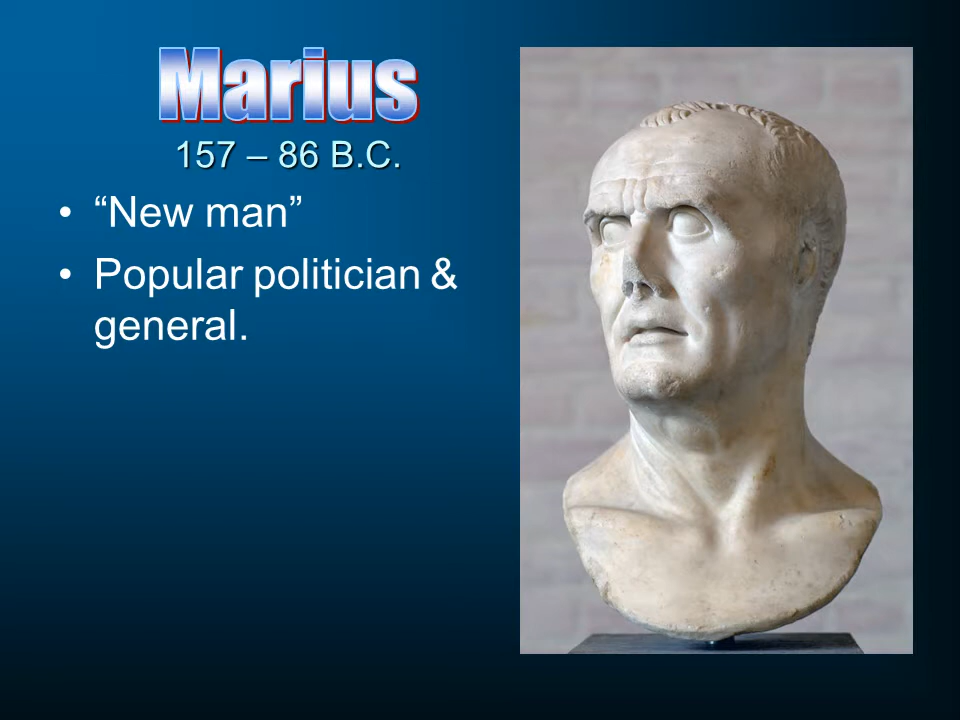 Marius
157 – 86 B.C.
• “New man”
• Popular politician &
general.